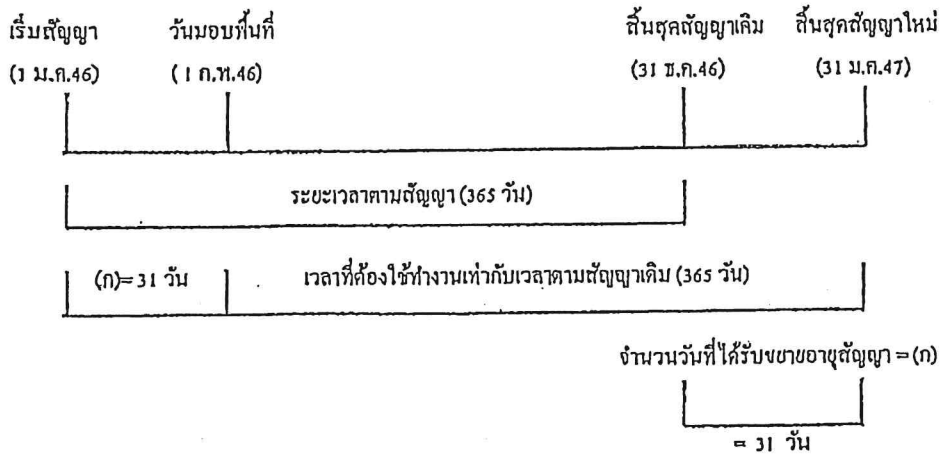 เริ่มสัญญา วันมอบพื้นที่ สิ้นสุดสัญญาเดิม สิ้นสุดสัญญาใหม่
(1 ม.ค.46) (1 ก.พ.46) (31 ธ.ค.46) (31 ม.ค.47)
ระยะเวลาตามสัญญา (365 วัน)
(ก)= 31 วัน เวลาที่ต้องใช้ทำงานเท่ากับเวลาตามสัญญาเดิม (365 วัน)
จำนวนวันที่ได้รับขยายอายุสัญญา = (ก)
= 31 วัน